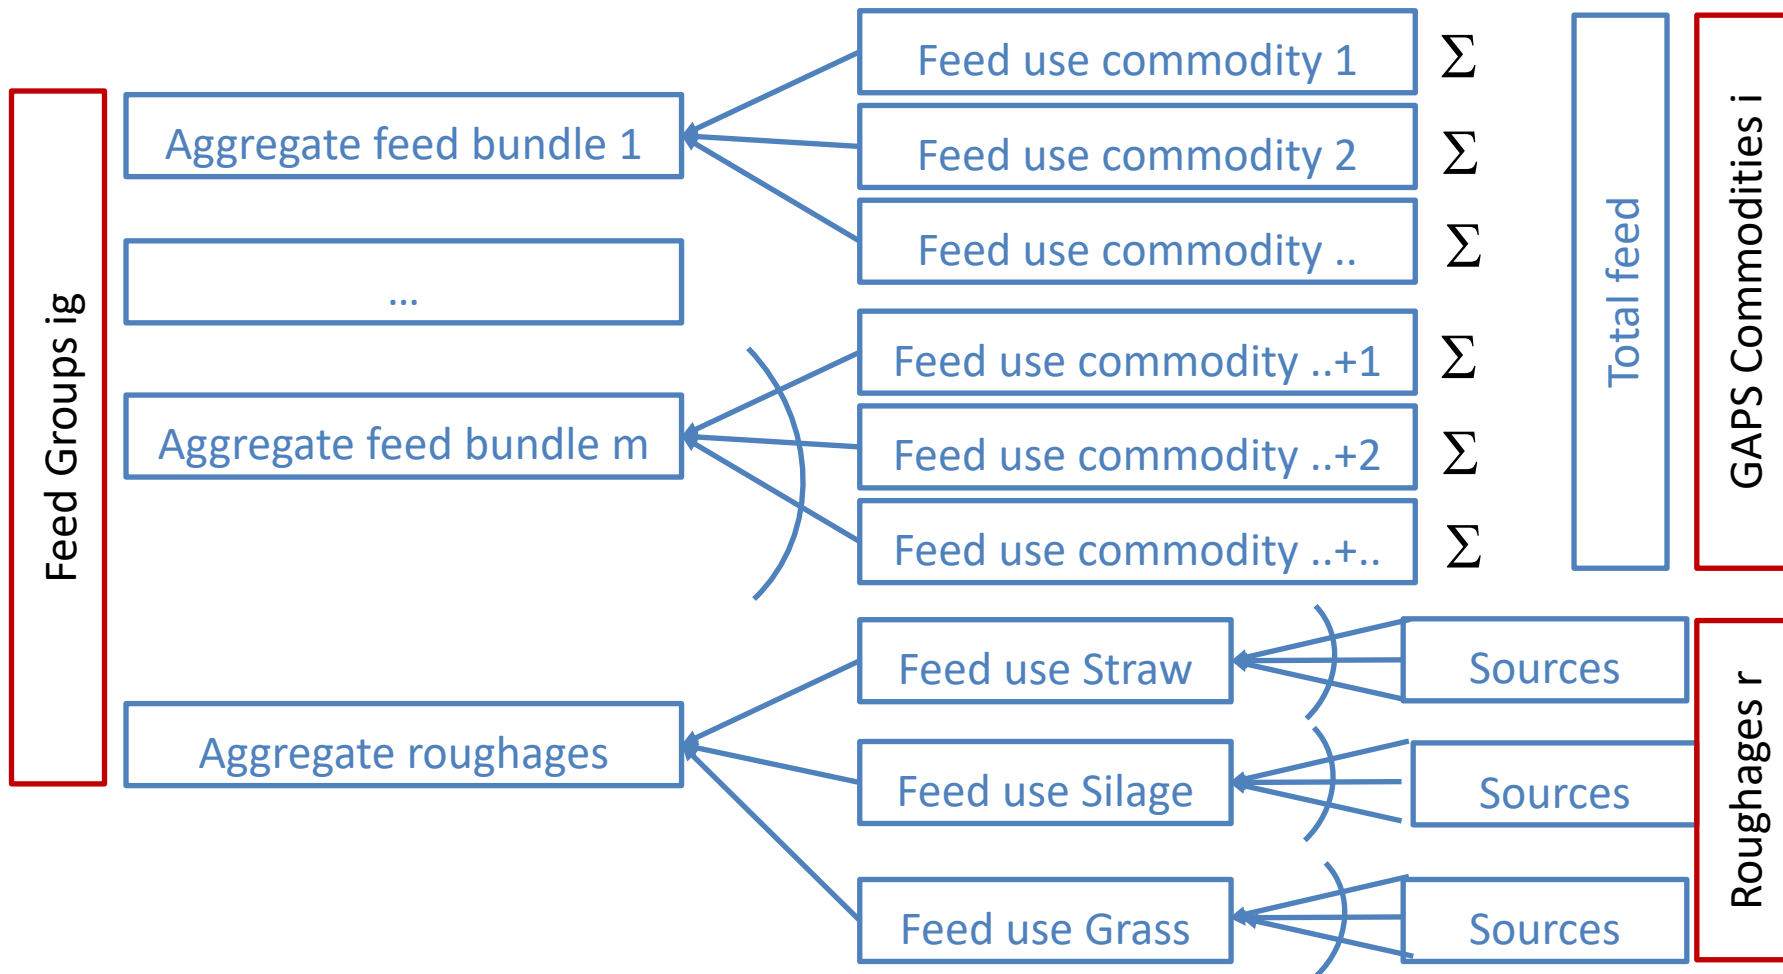 Feed Groups ig
Aggregate feed bundle 1
...
Aggregate feed bundle m
Aggregate roughages
Feed use commodity 1
Σ
Feed use commodity 2
Σ
Feed use commodity ..
Σ
Feed use commodity ..+1
Σ
Feed use commodity ..+2
Σ
Feed use commodity ..+..
Σ
Feed use Straw
Sources
Feed use Silage
Sources
Feed use Grass
Sources
Total feed
GAPS Commodities i
Roughages r